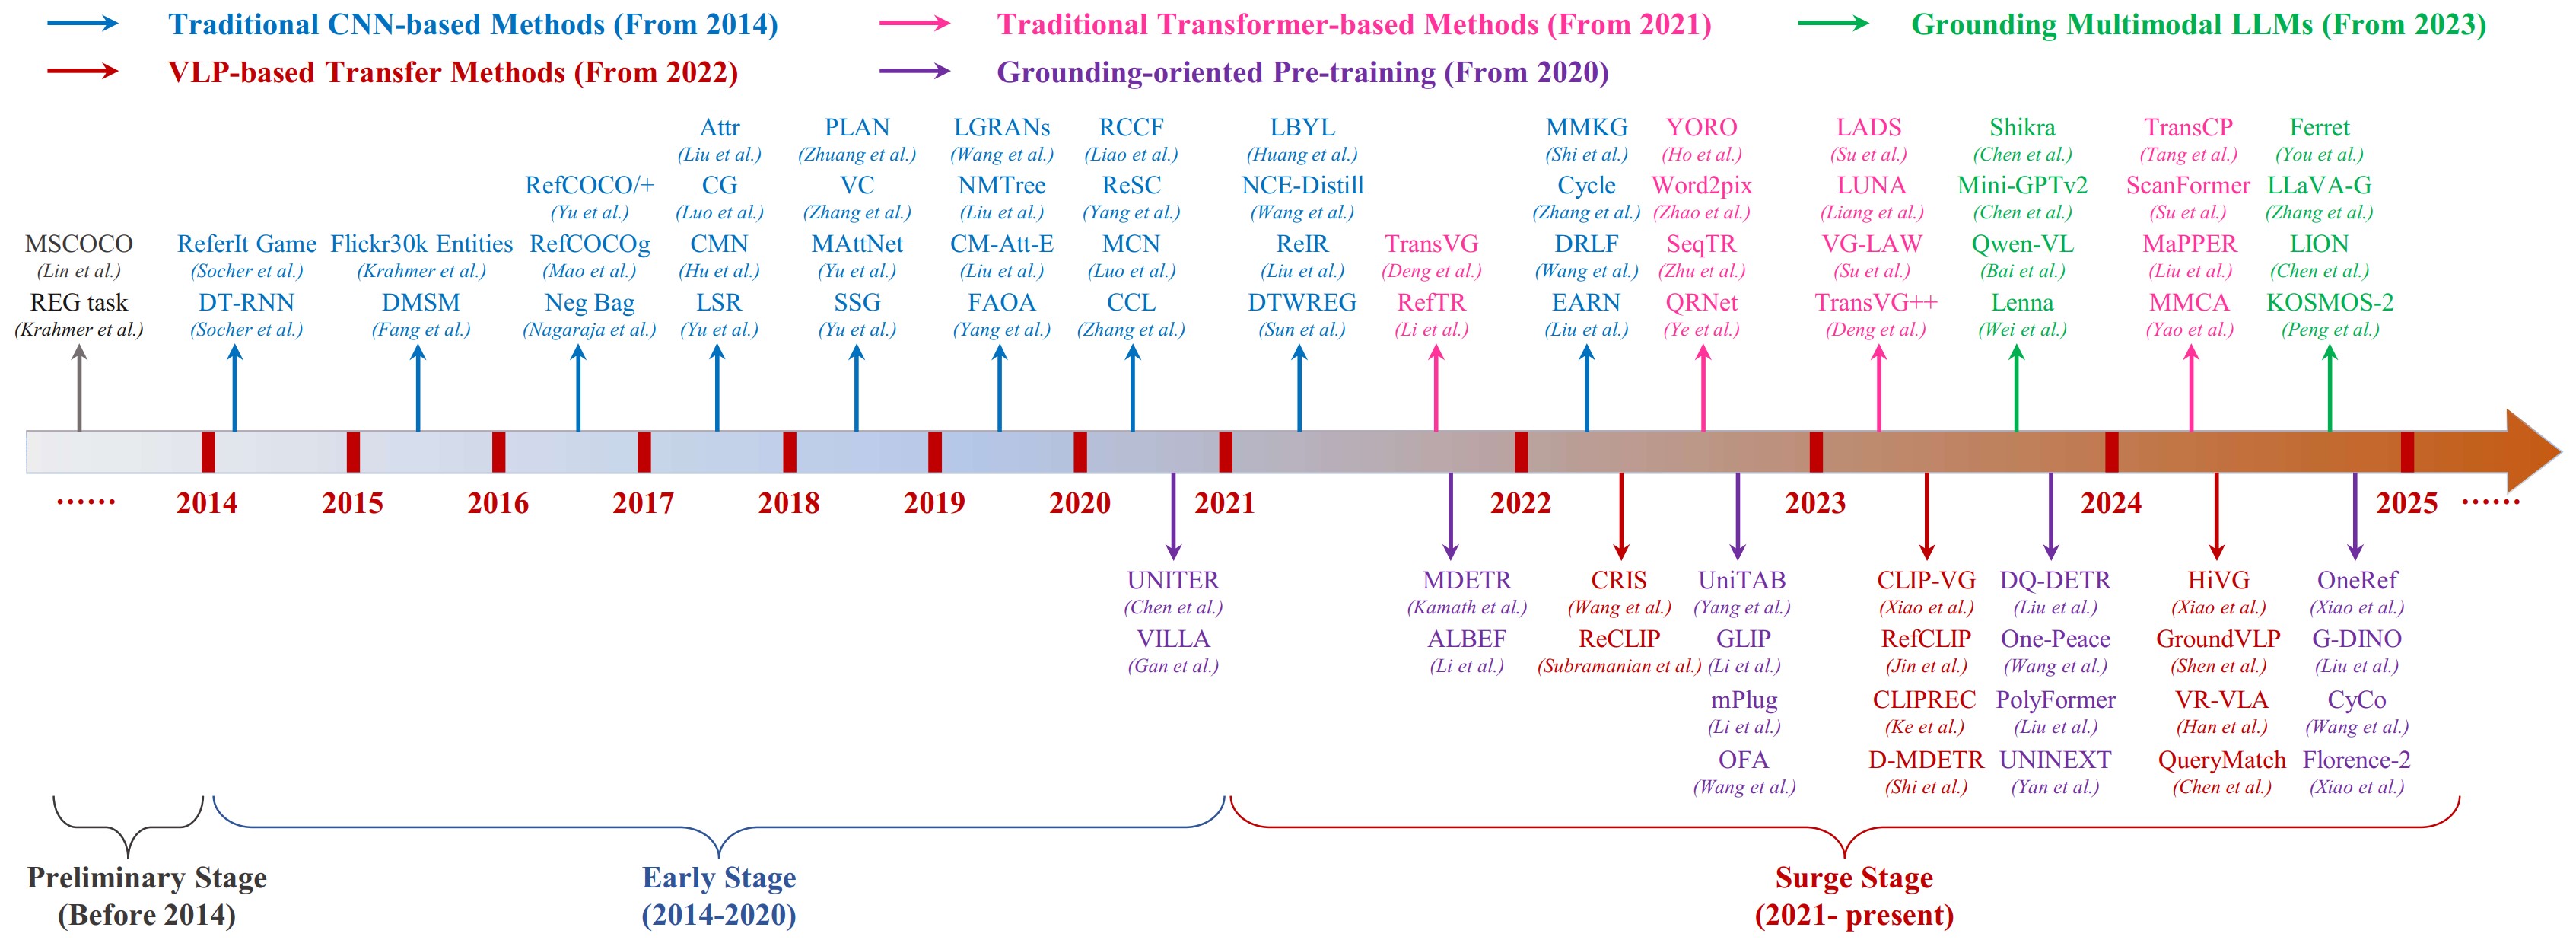 Traditional CNN-based Methods (From 2014)
Traditional Transformer-based Methods (From 2021)
Grounding Multimodal LLMs (From 2023)
VLP-based Transfer Methods (From 2022)
Grounding-oriented Pre-training (From 2020)
MSCOCO
(Lin et al.)
REG task
(Krahmer et al.)
ReferIt Game
(Socher et al.)
DT-RNN
(Socher et al.)
Flickr30k Entities
(Krahmer et al.)
DMSM
(Fang et al.)
RefCOCO/+
(Yu et al.)
RefCOCOg
(Mao et al.)
Neg Bag
(Nagaraja et al.)
Attr
(Liu et al.)
CG
(Luo et al.)
CMN
(Hu et al.)
LSR
(Yu et al.)
PLAN
(Zhuang et al.)
VC
(Zhang et al.)
MAttNet
(Yu et al.)
SSG
(Yu et al.)
LGRANs
(Wang et al.)
NMTree
(Liu et al.)
CM-Att-E
(Liu et al.)
FAOA
(Yang et al.)
RCCF
(Liao et al.)
ReSC
(Yang et al.)
MCN
(Luo et al.)
CCL
(Zhang et al.)
LBYL
(Huang et al.)
NCE-Distill
(Wang et al.)
ReIR
(Liu et al.)
DTWREG
(Sun et al.)
TransVG
(Deng et al.)
RefTR
(Li et al.)
MMKG
(Shi et al.)
Cycle
(Zhang et al.)
DRLF
(Wang et al.)
EARN
(Liu et al.)
YORO
(Ho et al.)
Word2pix
(Zhao et al.)
SeqTR
(Zhu et al.)
QRNet
(Ye et al.)
LADS
(Su et al.)
LUNA
(Liang et al.)
VG-LAW
(Su et al.)
TransVG++
(Deng et al.)
Shikra
(Chen et al.)
Mini-GPTv2
(Chen et al.)
Qwen-VL
(Bai et al.)
Lenna
(Wei et al.)
TransCP
(Tang et al.)
ScanFormer
(Su et al.)
MaPPER
(Liu et al.)
MMCA
(Yao et al.)
Ferret
(You et al.)
LLaVA-G
(Zhang et al.)
LION
(Chen et al.)
KOSMOS-2
(Peng et al.)
...... 2014 2015 2016 2017 2018 2019 2020 2021 2022 2023 2024 2025 ......
UNITER
(Chen et al.)
VILLA
(Gan et al.)
MDETR
(Kamath et al.)
ALBEF
(Li et al.)
CRIS
(Wang et al.)
ReCLIP
(Subramanian et al.)
UniTAB
(Yang et al.)
GLIP
(Li et al.)
mPlug
(Li et al.)
OFA
(Wang et al.)
CLIP-VG
(Xiao et al.)
RefCLIP
(Jin et al.)
CLIPREC
(Ke et al.)
D-MDETR
(Shi et al.)
DQ-DETR
(Liu et al.)
One-Peace
(Wang et al.)
PolyFormer
(Liu et al.)
UNINEXT
(Yan et al.)
HiVG
(Xiao et al.)
GroundVLP
(Shen et al.)
VR-VLA
(Han et al.)
QueryMatch
(Chen et al.)
OneRef
(Xiao et al.)
G-DINO
(Liu et al.)
CyCo
(Wang et al.)
Florence-2
(Xiao et al.)
Preliminary Stage
(Before 2014)
Early Stage
(2014-2020)
Surge Stage
(2021- present)